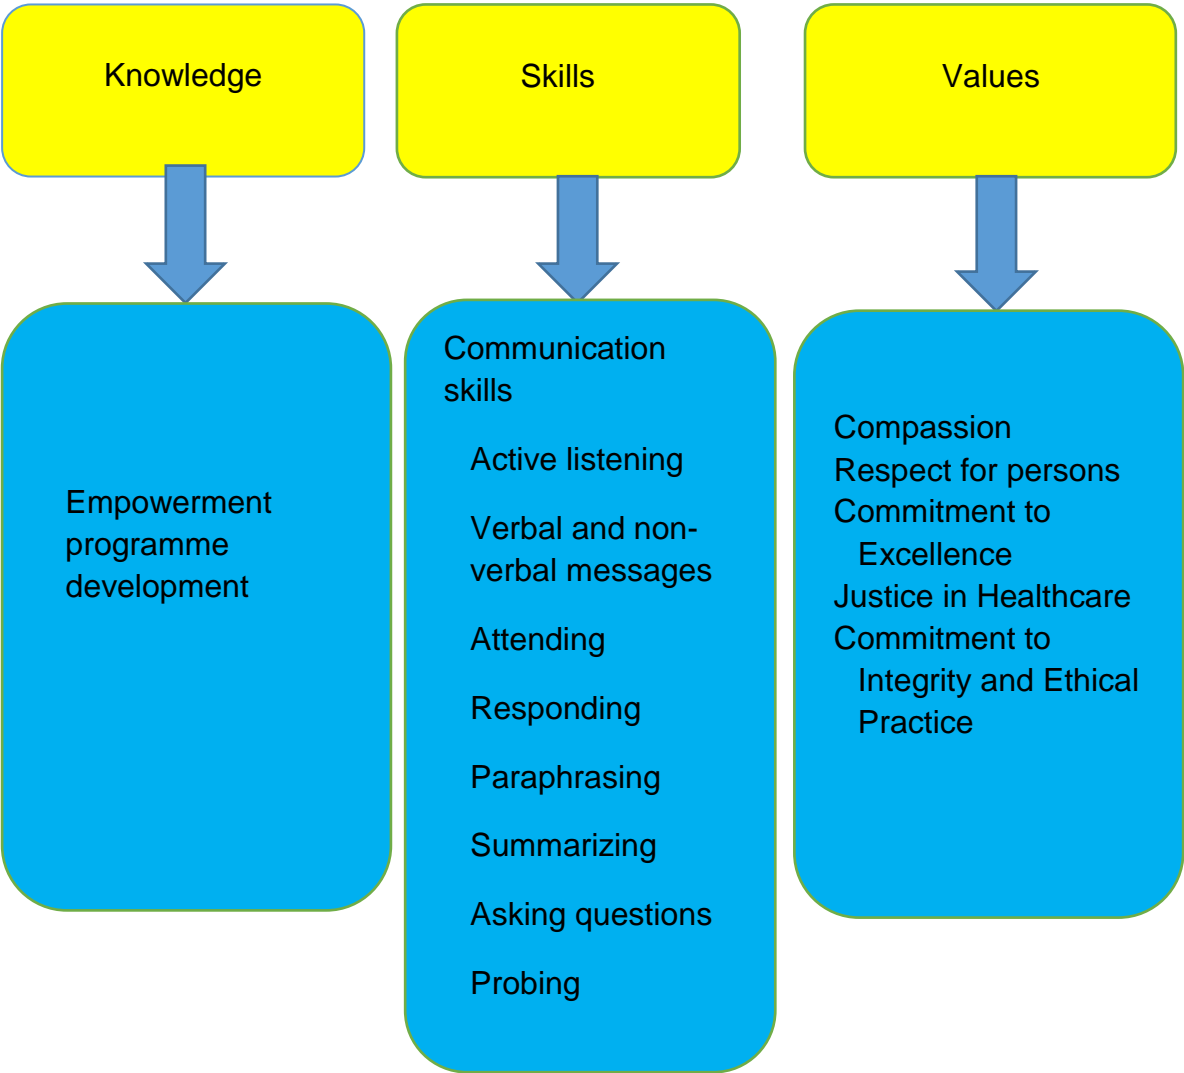 Knowledge
Skills
Values
Empowerment
programme
development
Communication
skills
Active listening
Verbal and non-
verbal messages
Attending
Responding
Paraphrasing
Summarizing
Asking questions
Probing
Compassion
Respect for persons
Commitment to
Excellence
Justice in Healthcare
Commitment to
Integrity and Ethical
Practice